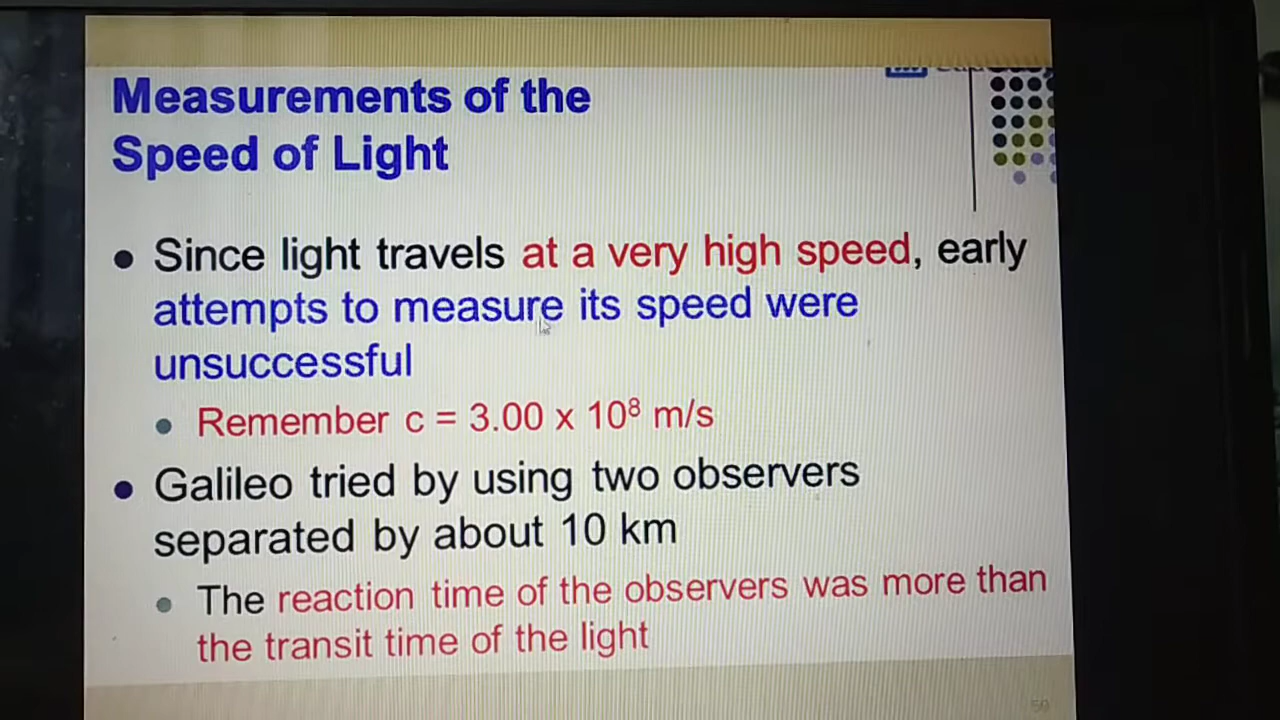 Measurements of the
Speed of Light
• Since light travels at a very high speed, early
attempts to measure its speed were
unsuccessful
• Remember c = 3.00 x 10⁸ m/s
• Galileo tried by using two observers
separated by about 10 km
• The reaction time of the observers was more than
the transit time of the light